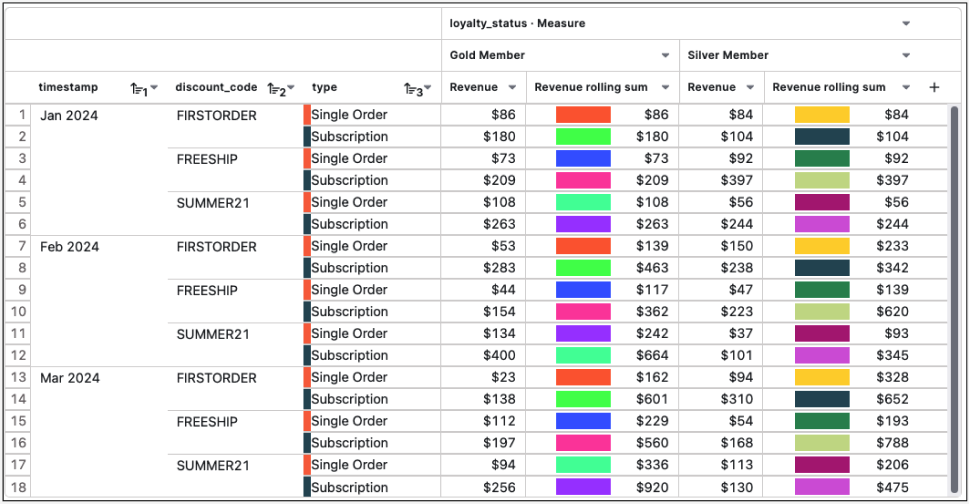 loyalty_status · Measure
Gold Member Silver Member
timestamp 1 discount_code 2 type 3 Revenue Revenue rolling sum Revenue Revenue rolling sum +
1 Jan 2024 FIRSTORDER Single Order $86 $86 $84 $84
2 Subscription $180 $180 $104 $104
3 FREESHIP Single Order $73 $73 $92 $92
4 Subscription $209 $209 $397 $397
5 SUMMER21 Single Order $108 $108 $56 $56
6 Subscription $263 $263 $244 $244
7 Feb 2024 FIRSTORDER Single Order $53 $139 $150 $233
8 Subscription $283 $463 $238 $342
9 FREESHIP Single Order $44 $117 $47 $139
10 Subscription $154 $362 $223 $620
11 SUMMER21 Single Order $134 $242 $37 $93
12 Subscription $400 $664 $101 $345
13 Mar 2024 FIRSTORDER Single Order $23 $162 $94 $328
14 Subscription $138 $601 $310 $652
15 FREESHIP Single Order $112 $229 $54 $193
16 Subscription $197 $560 $168 $788
17 SUMMER21 Single Order $94 $336 $113 $206
18 Subscription $256 $920 $130 $475